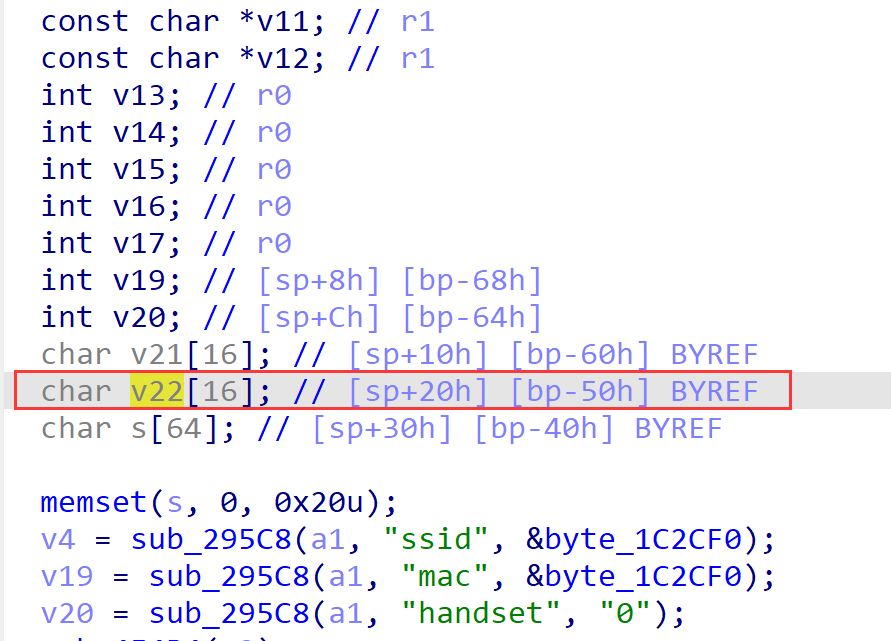 const char *v11; // r1
const char *v12; // r1
int v13; // r0
int v14; // r0
int v15; // r0
int v16; // r0
int v17; // r0
int v19; // [sp+8h] [bp-68h]
int v20; // [sp+Ch] [bp-64h]
char v21[16]; // [sp+10h] [bp-60h] BYREF
char v22[16]; // [sp+20h] [bp-50h] BYREF
char s[64]; // [sp+30h] [bp-40h] BYREF
memset(s, 0, 0x20u);
v4 = sub_295C8(a1, "ssid", &byte_1C2CF0);
v19 = sub_295C8(a1, "mac", &byte_1C2CF0);
v20 = sub_295C8(a1, "handset", "0");